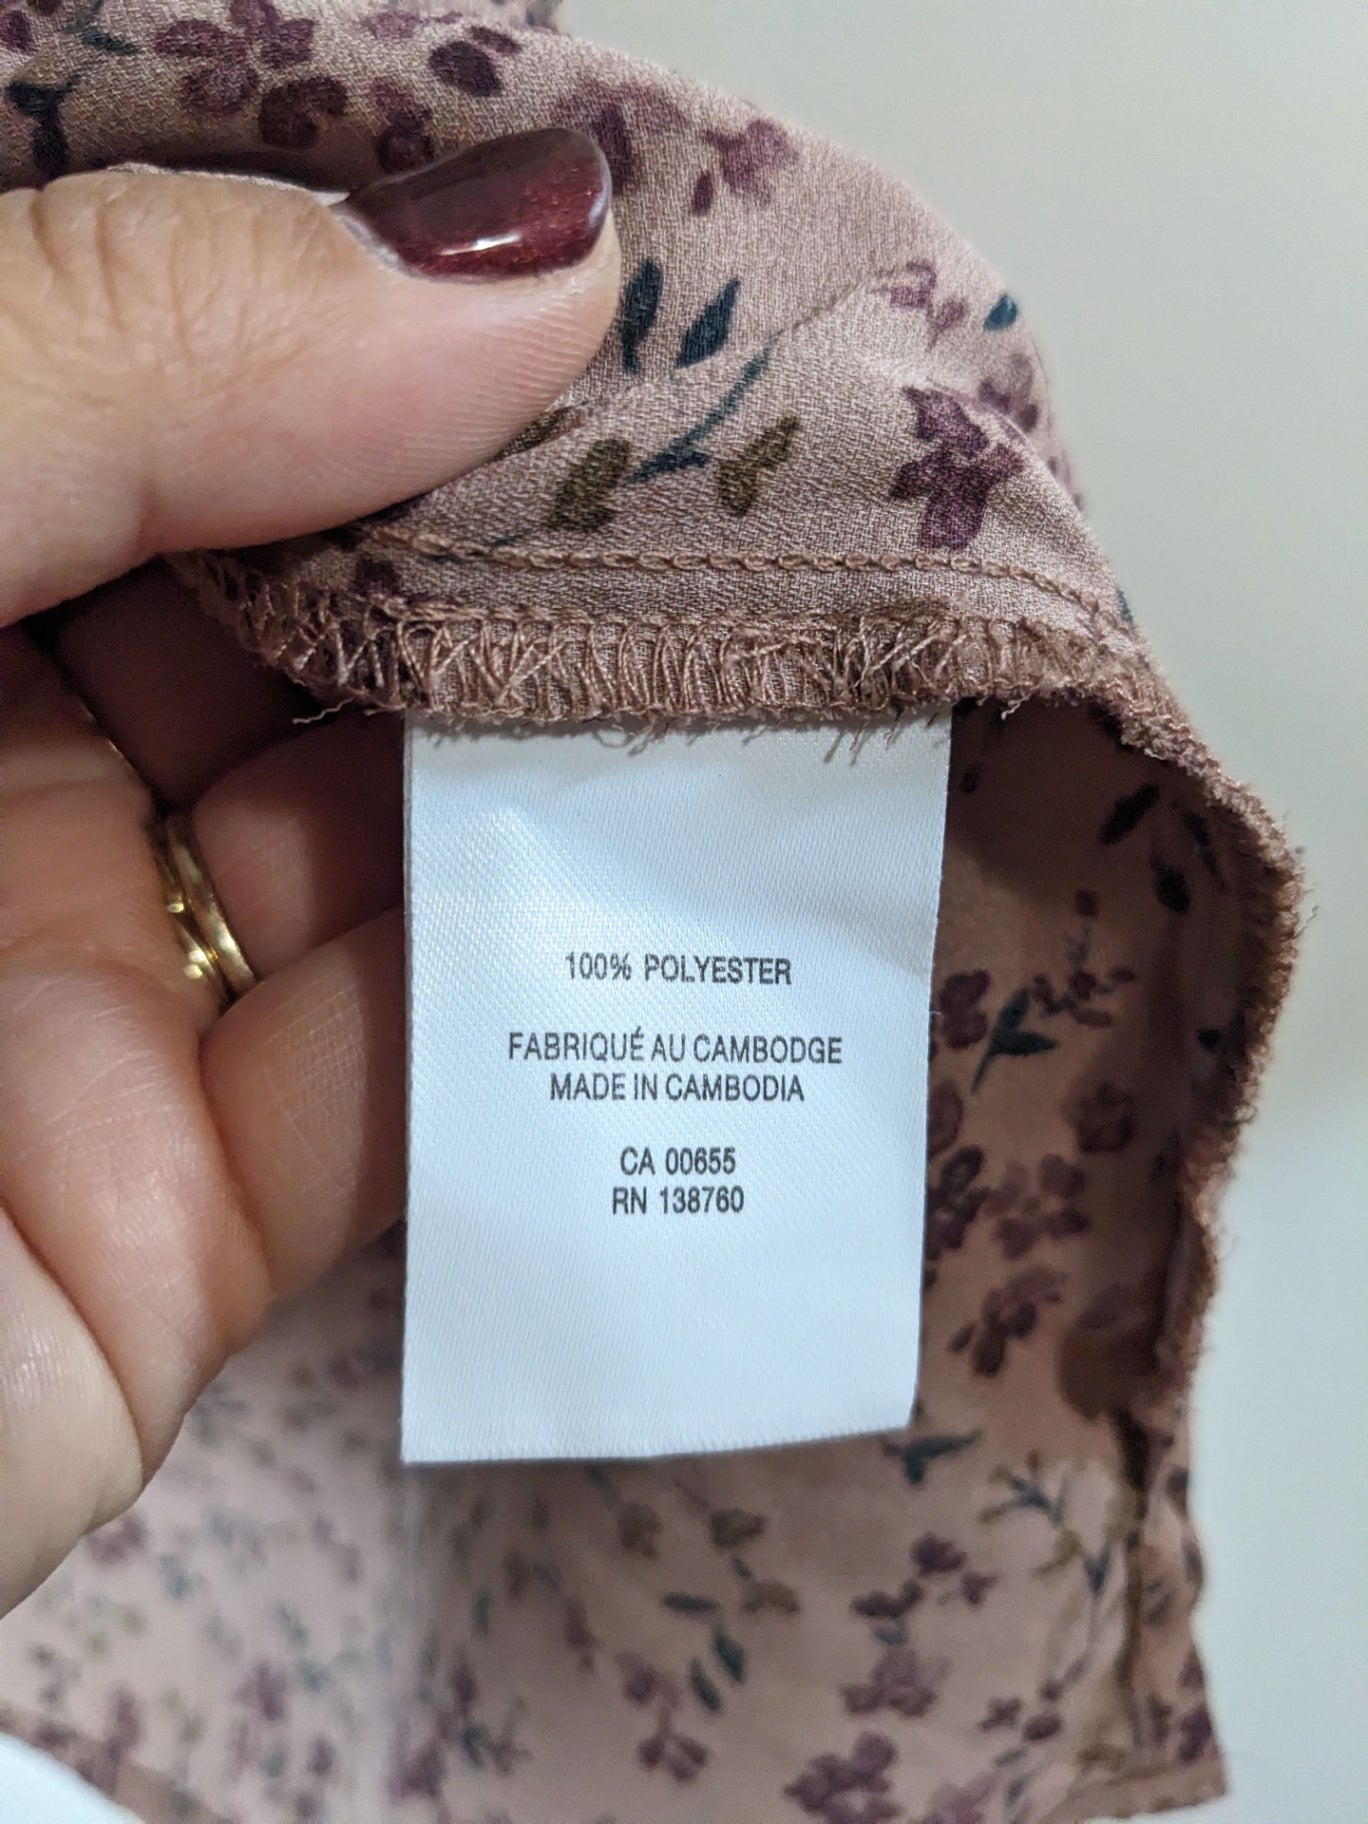 100% POLYESTER
FABRIQUÉ AU CAMBODGE
MADE IN CAMBODIA
CA 00655
RN 138760